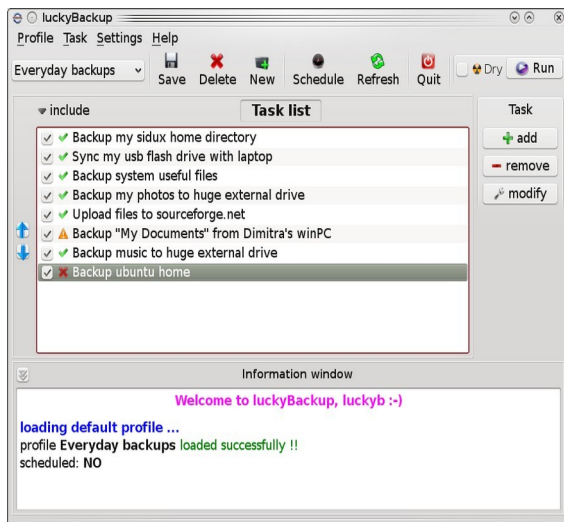 luckyBackup
Profile Task Settings Help
Everyday backups Save Delete New Schedule Refresh Quit Dry Run
include Task list Task
Backup my sidux home directory
Sync my usb flash drive with laptop
Backup system useful files
Backup my photos to huge external drive
Upload files to sourceforge.net
Backup "My Documents" from Dimitra's winPC
Backup music to huge external drive
Backup ubuntu home
add
remove
modify
Information window
Welcome to luckyBackup, luckyb :-)
loading default profile ...
profile Everyday backups loaded successfully !!
scheduled: NO